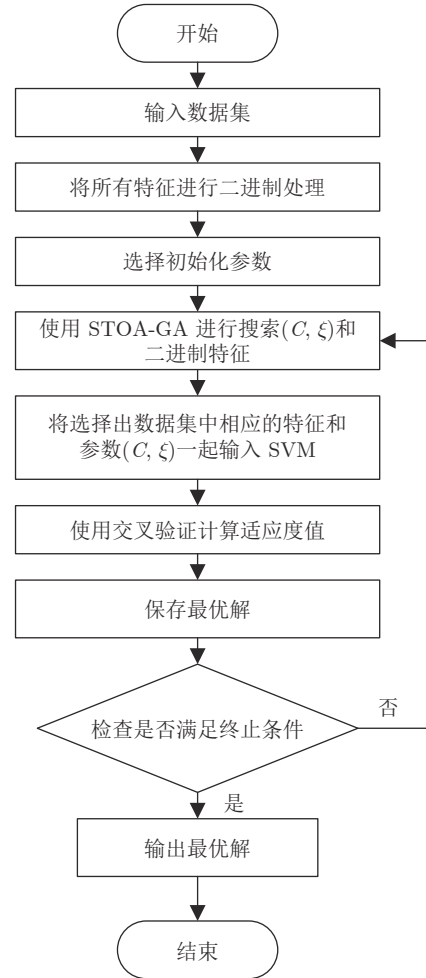 开始
输入数据集
将所有特征进行二进制处理
选择初始化参数
使用 STOA-GA 进行搜索(C, ξ)和
二进制特征
将选择出数据集中相应的特征和
参数(C, ξ)一起输入 SVM
使用交叉验证计算适应度值
保存最优解
检查是否满足终止条件
否
是
输出最优解
结束